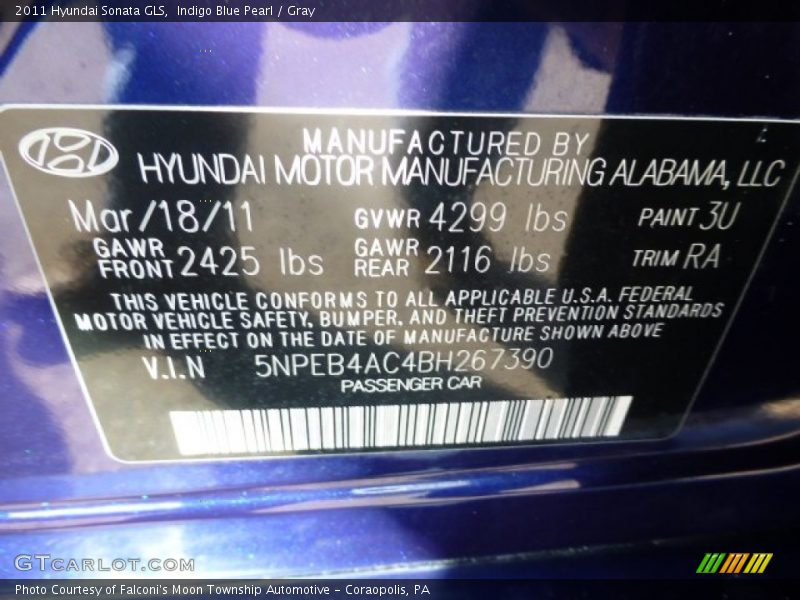 2011 Hyundai Sonata GLS, Indigo Blue Pearl / Gray
MANUFACTURED BY
HYUNDAI MOTOR MANUFACTURING ALABAMA, LLC
Mar/18/11 GVWR 4299 lbs PAINT 3U
GAWR FRONT 2425 lbs GAWR REAR 2116 lbs TRIM RA
THIS VEHICLE CONFORMS TO ALL APPLICABLE U.S.A. FEDERAL
MOTOR VEHICLE SAFETY, BUMPER, AND THEFT PREVENTION STANDARDS
IN EFFECT ON THE DATE OF MANUFACTURE SHOWN ABOVE
V.I.N 5NPEB4AC4BH267390
PASSENGER CAR
GTCARLOT.COM
Photo Courtesy of Falconi's Moon Township Automotive - Coraopolis, PA